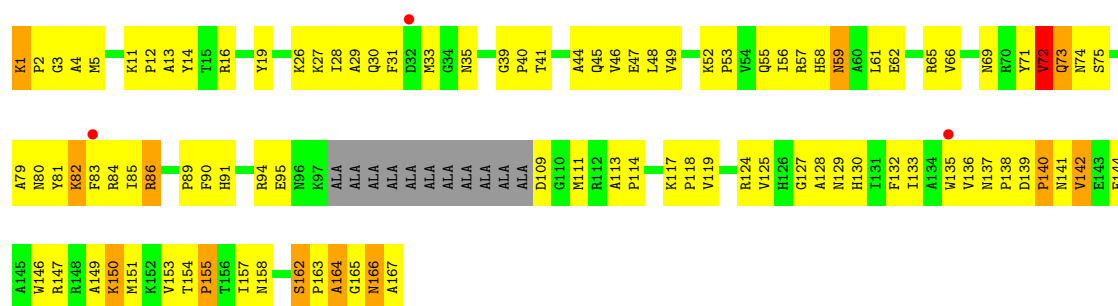 K1 P2 G3 A4 M5 K11 P12 A13 Y14 T15 R16 Y19 K26 K27 I28 A29 Q30 F31 D32 M33 G34 N35 G39 P40 T41 A44 Q45 V46 E47 L48 V49 K52 P53 V54 Q55 I56 R57 H58 N59 A60 L61 E62 R65 V66 N69 R70 Y71 V72 Q73 N74 S75
A79 N80 Y81 K82 F83 R84 I85 R86 P89 F90 H91 R94 E95 N96 K97 ALA ALA ALA ALA ALA ALA ALA ALA ALA ALA ALA D109 G110 M111 R112 A113 P114 K117 P118 V119 R124 V125 H126 G127 A128 N129 H130 I131 F132 I133 A134 W135 V136 N137 P138 D139 P140 N141 V142 E143
A145 W146 R147 R148 A149 K150 M151 K152 V153 T154 P155 T156 I157 N158 S162 P163 A164 G165 N166 A167